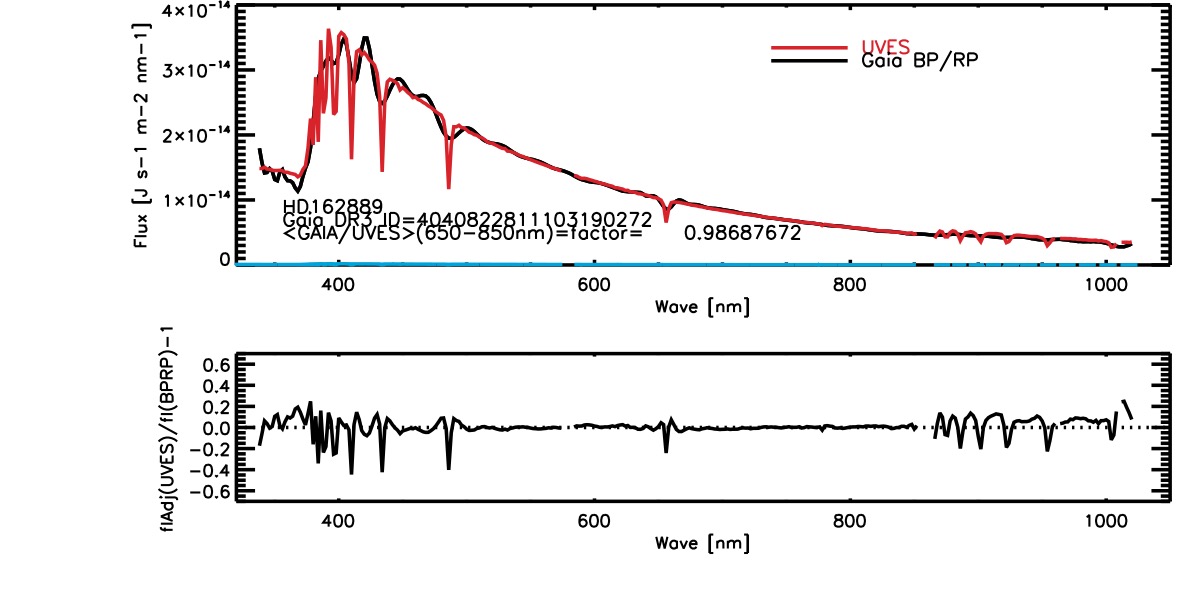 4×10−14
3×10−14
2×10−14
1×10−14
0
Flux [J s−1 m−2 nm−1]
UVES
Gaia BP/RP
HD162889
Gaia DR3 ID=4040822811103190272
<GAIA/UVES>(650−850nm)=factor= 0.98687672
400 600 800 1000
Wave [nm]
0.6
0.4
0.2
0.0
−0.2
−0.4
−0.6
flAdj(UVES)/fl(BPRP)−1
400 600 800 1000
Wave [nm]